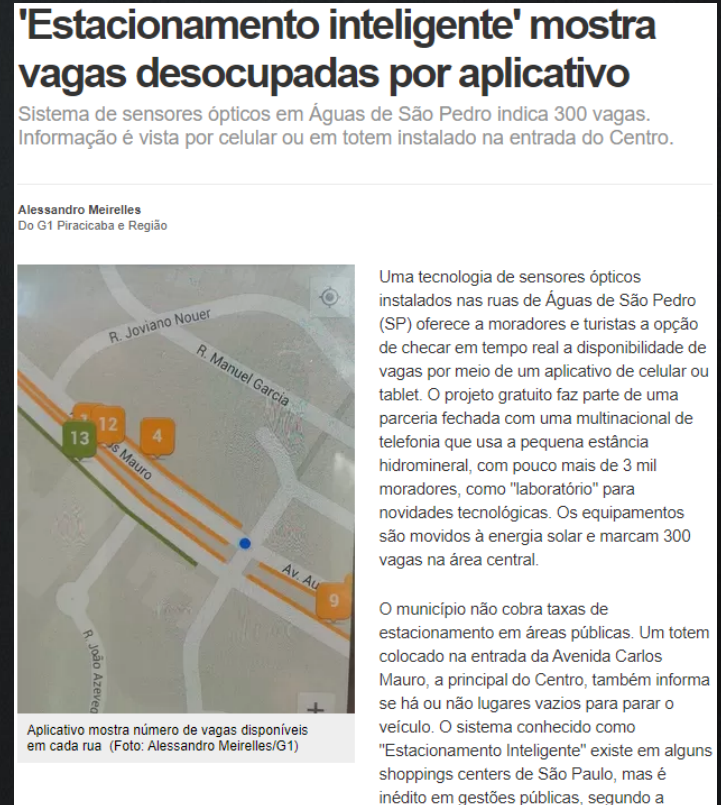 'Estacionamento inteligente' mostra
vagas desocupadas por aplicativo
Sistema de sensores ópticos em Águas de São Pedro indica 300 vagas.
Informação é vista por celular ou em totem instalado na entrada do Centro.
Alessandro Meirelles
Do G1 Piracicaba e Região
R. Joviano Nouer
R. Manuel Garcia
12
13
4
Mauro
Av. Au
9
R. João Azeved
Aplicativo mostra número de vagas disponíveis
em cada rua (Foto: Alessandro Meirelles/G1)
Uma tecnologia de sensores ópticos
instalados nas ruas de Águas de São Pedro
(SP) oferece a moradores e turistas a opção
de checar em tempo real a disponibilidade de
vagas por meio de um aplicativo de celular ou
tablet. O projeto gratuito faz parte de uma
parceria fechada com uma multinacional de
telefonia que usa a pequena estância
hidromineral, com pouco mais de 3 mil
moradores, como "laboratório" para
novidades tecnológicas. Os equipamentos
são movidos à energia solar e marcam 300
vagas na área central.
O município não cobra taxas de
estacionamento em áreas públicas. Um totem
colocado na entrada da Avenida Carlos
Mauro, a principal do Centro, também informa
se há ou não lugares vazios para parar o
veículo. O sistema conhecido como
"Estacionamento Inteligente" existe em alguns
shoppings centers de São Paulo, mas é
inédito em gestões públicas, segundo a